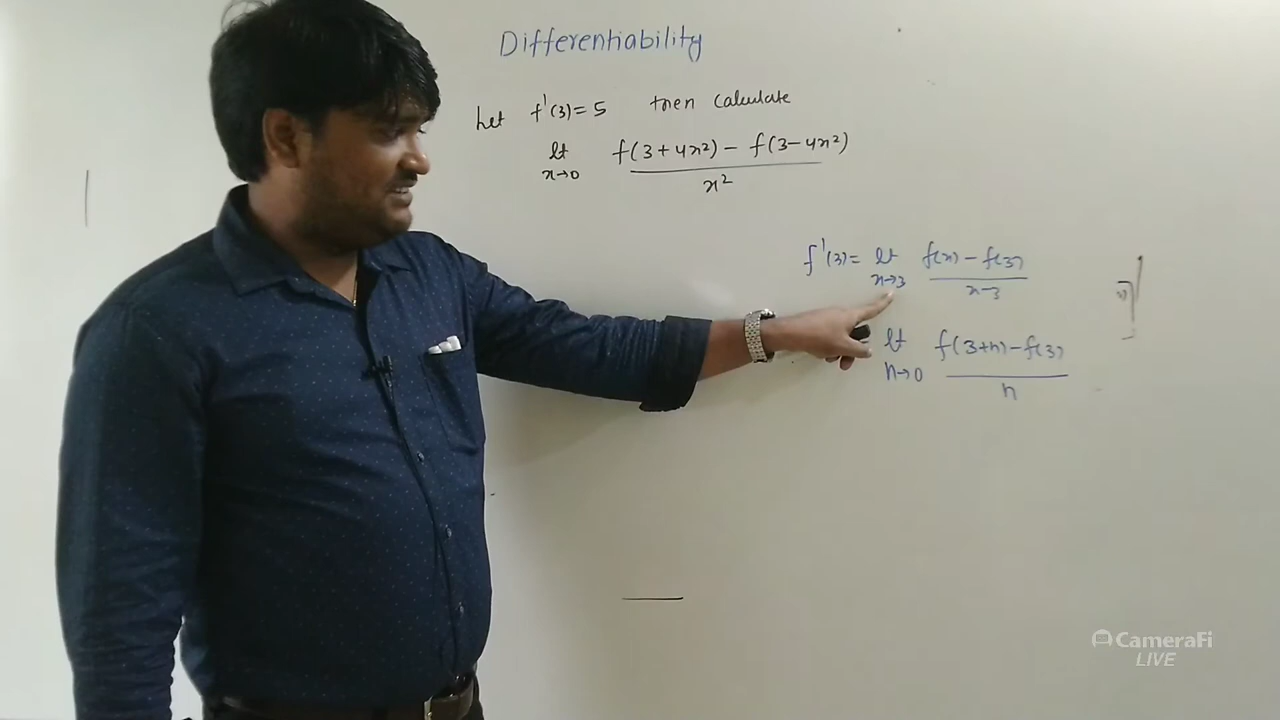 Differentiability
Let f'(3) = 5 then calculate
lt x→0 f(3+4x²) - f(3-4x²)
x²
f'(3) = lt x→3 f(x) - f(3)
x-3
lt h→0 f(3+h) - f(3)
h
CameraFi
LIVE